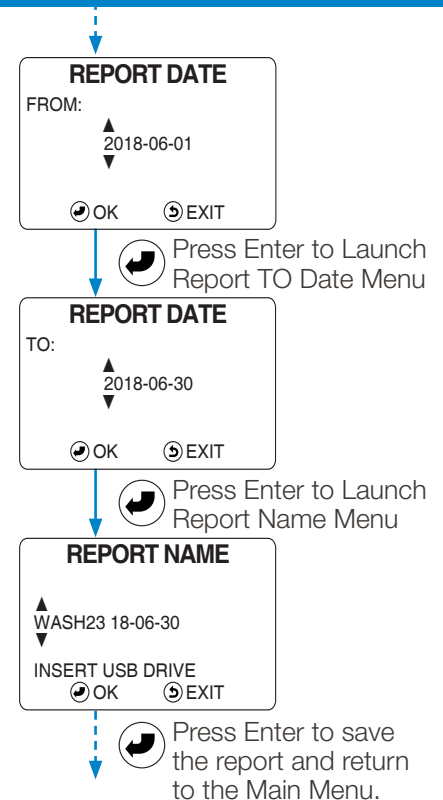 REPORT DATE
FROM:
2018-06-01
OK EXIT
Press Enter to Launch
Report TO Date Menu
REPORT DATE
TO:
2018-06-30
OK EXIT
Press Enter to Launch
Report Name Menu
REPORT NAME
WASH23 18-06-30
INSERT USB DRIVE
OK EXIT
Press Enter to save
the report and return
to the Main Menu.